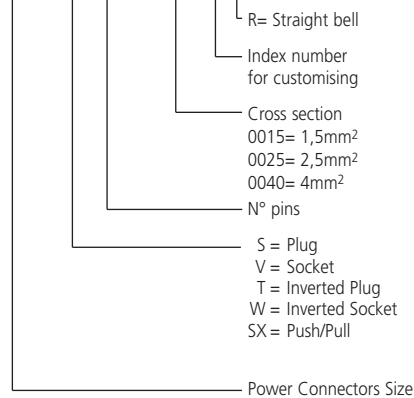 R= Straight bell
Index number
for customising
Cross section
0015= 1,5mm²
0025= 2,5mm²
0040= 4mm²
N° pins
S = Plug
V = Socket
T = Inverted Plug
W = Inverted Socket
SX = Push/Pull
Power Connectors Size